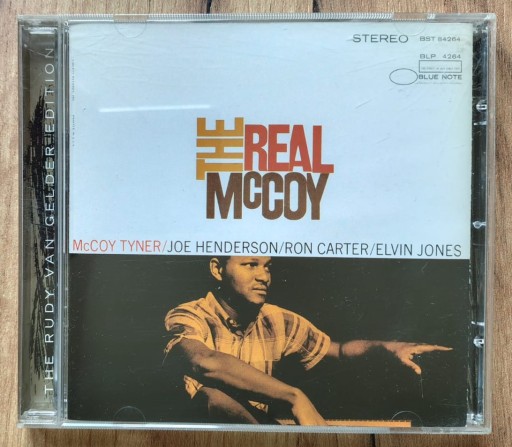 THE RUDY VAN GELDER EDITION
STEREO
BST 84264
BLP 4264
BLUE NOTE
THE REAL
McCOY
McCOY TYNER/JOE HENDERSON/RON CARTER/ELVIN JONES